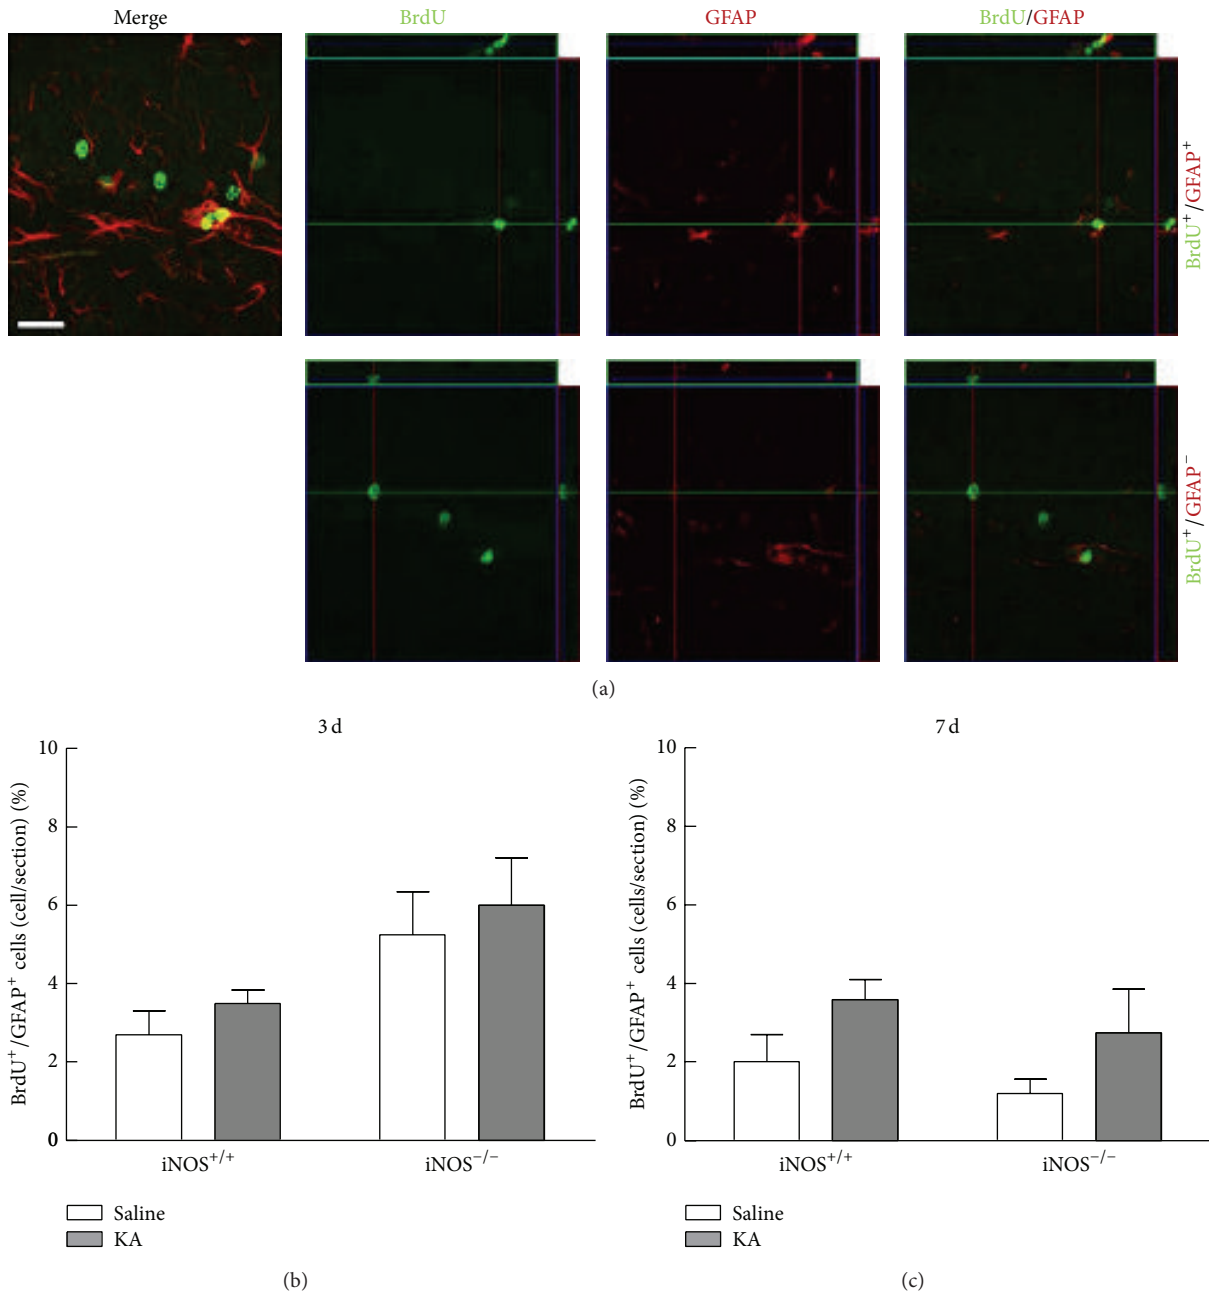 Merge
BrdU
GFAP
BrdU/GFAP
BrdU⁺/GFAP⁺
BrdU⁺/GFAP⁻
(a)
3 d
BrdU⁺/GFAP⁺ cells (cell/section) (%)
10
8
6
4
2
0
iNOS⁺/⁺
iNOS⁻/⁻
Saline
KA
(b)
7 d
BrdU⁺/GFAP⁺ cells (cells/section) (%)
10
8
6
4
2
0
iNOS⁺/⁺
iNOS⁻/⁻
Saline
KA
(c)